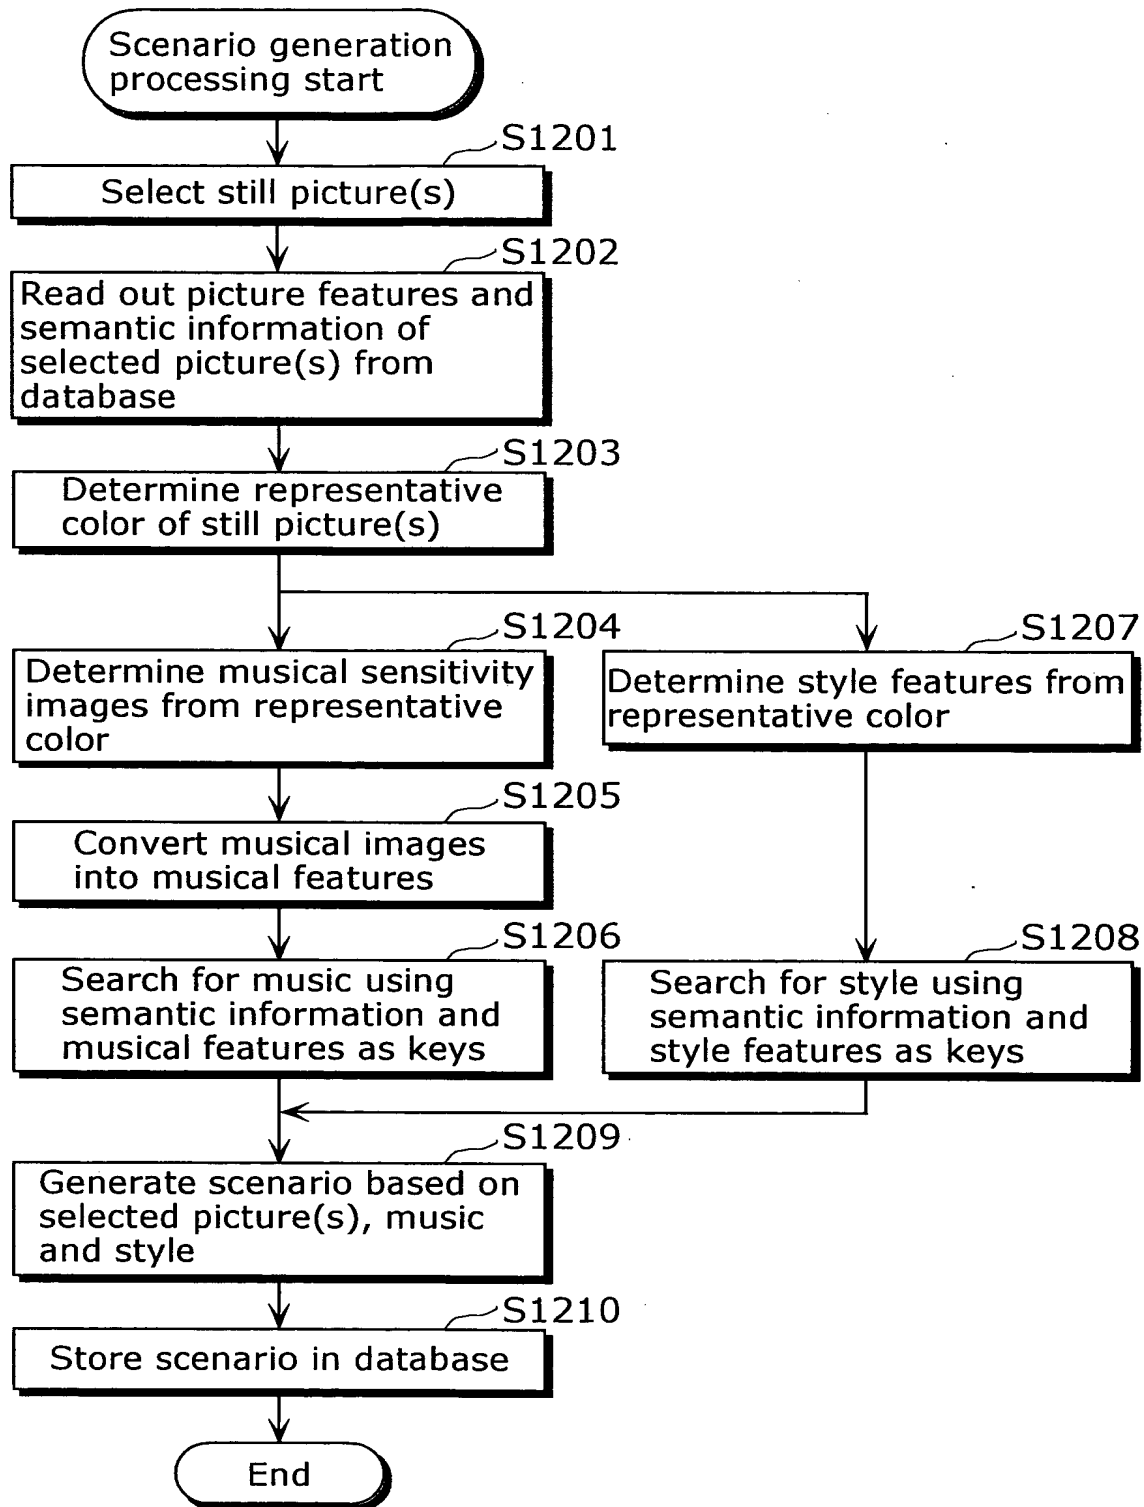 Scenario generation
processing start
S1201
Select still picture(s)
S1202
Read out picture features and
semantic information of
selected picture(s) from
database
S1203
Determine representative
color of still picture(s)
S1204
Determine musical sensitivity
images from representative
color
S1207
Determine style features from
representative color
S1205
Convert musical images
into musical features
S1206
Search for music using
semantic information and
musical features as keys
S1208
Search for style using
semantic information and
style features as keys
S1209
Generate scenario based on
selected picture(s), music
and style
S1210
Store scenario in database
End